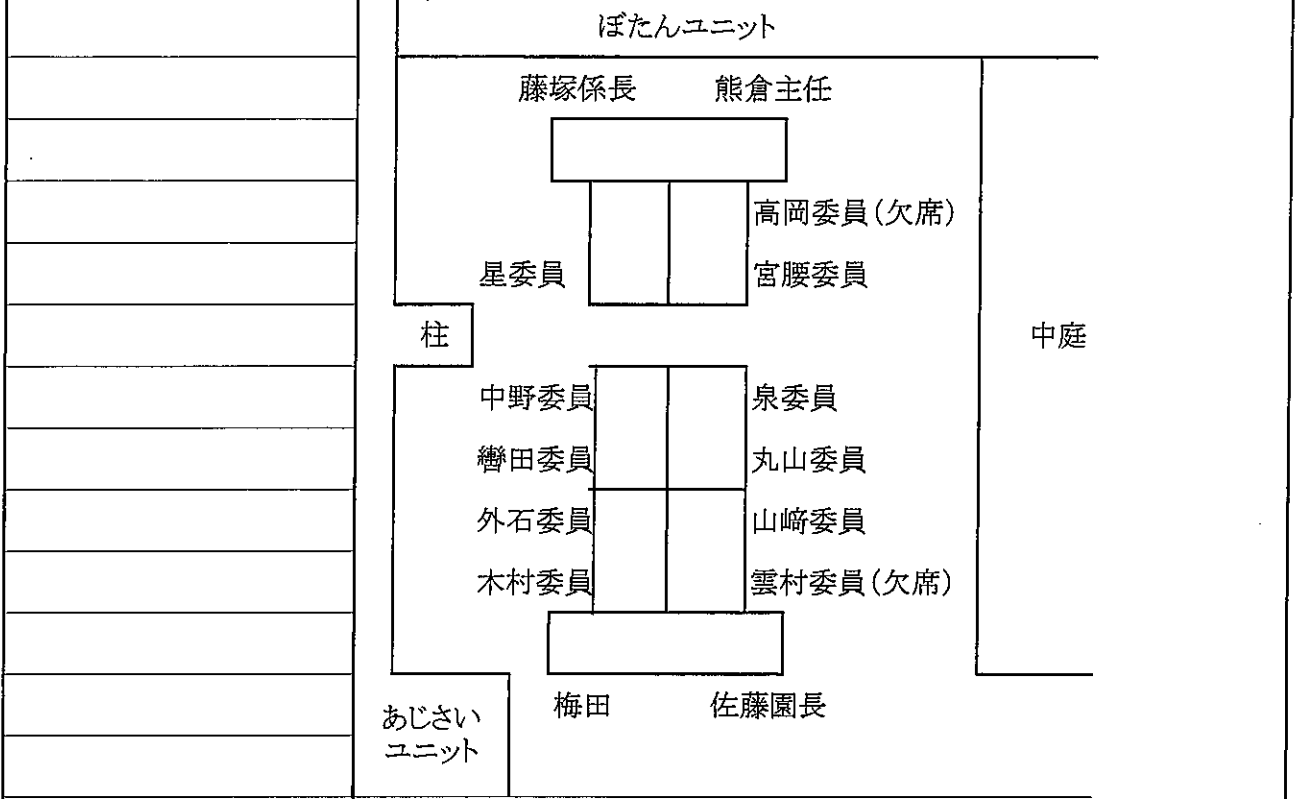 ぼたんユニット
藤塚係長 熊倉主任
高岡委員(欠席)
星委員 宮腰委員
柱 中庭
中野委員 泉委員
轡田委員 丸山委員
外石委員 山﨑委員
木村委員 雲村委員(欠席)
梅田 佐藤園長
あじさい
ユニット